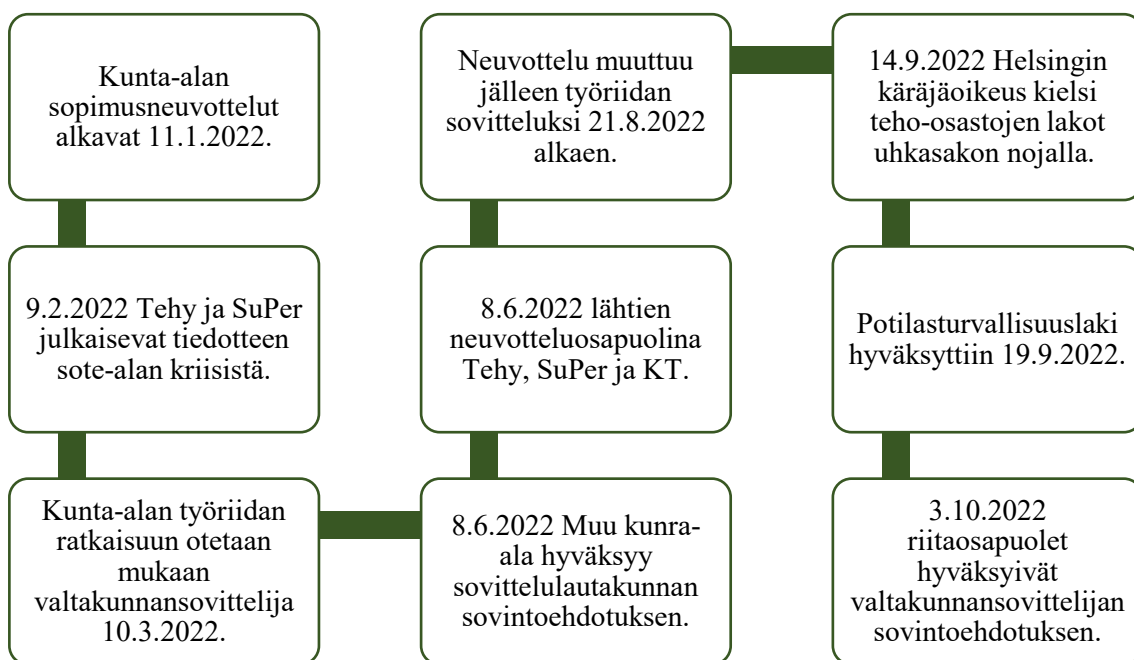 Kunta-alan
sopimusneuvottelut
alkavat 11.1.2022.
9.2.2022 Tehy ja SuPer
julkaisevat tiedotteen
sote-alan kriisistä.
Kunta-alan työriidan
ratkaisuun otetaan
mukaan
valtakunnansovittelija
10.3.2022.
8.6.2022 Muu kunra-
ala hyväksyy
sovittelulautakunnan
sovintoehdotuksen.
8.6.2022 lähtien
neuvotteluosapuolina
Tehy, SuPer ja KT.
Neuvottelu muuttuu
jälleen työriidan
sovitteluksi 21.8.2022
alkaen.
14.9.2022 Helsingin
käräjäoikeus kielsi
teho-osastojen lakot
uhkasakon nojalla.
Potilasturvallisuuslaki
hyväksyttiin 19.9.2022.
3.10.2022
riitaosapuolet
hyväksyivät
valtakunnansovittelijan
sovintoehdotuksen.